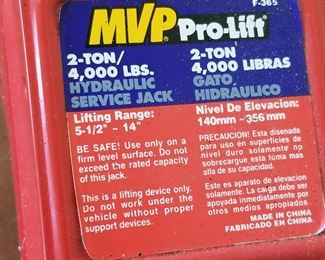 F-365
MVP Pro-Lift
2-TON/
4,000 LBS.
HYDRAULIC
SERVICE JACK
Lifting Range:
5-1/2" ~ 14"
BE SAFE! Use only on a
firm level surface. Do not
exceed the rated capacity
of this jack.
This is a lifting device only.
Do not work under the
vehicle without proper
support devices.
2-TON
4,000 LIBRAS
GATO
HIDRAULICO
Nivel De Elevacion:
140mm ~356mm
PRECAUCION! Esta disenada
para uso en superficies de
nivel duro solamente no
sobrecargue esta toma mas
alla de su capacidad.
Este es aparato de elevacion
solamente. La carga debe ser
apoyada inmediatamente por
otros medios apropiados
MADE IN CHINA
FABRICADO EN CHINA